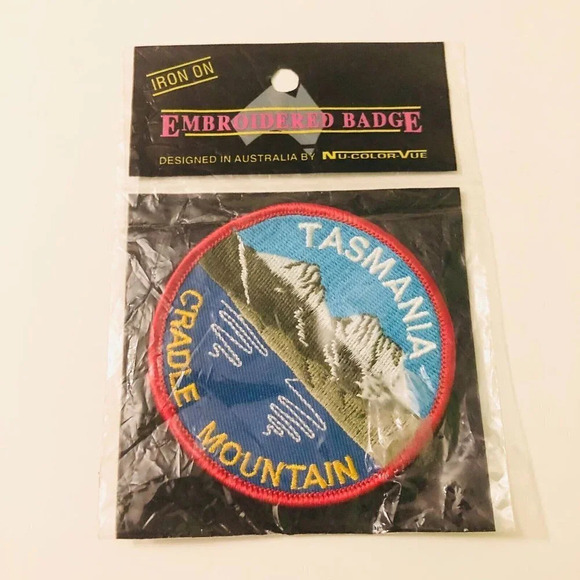 IRON ON
EMBROIDERED BADGE
DESIGNED IN AUSTRALIA BY NU-COLOR-VUE
TASMANIA
CRADLE MOUNTAIN